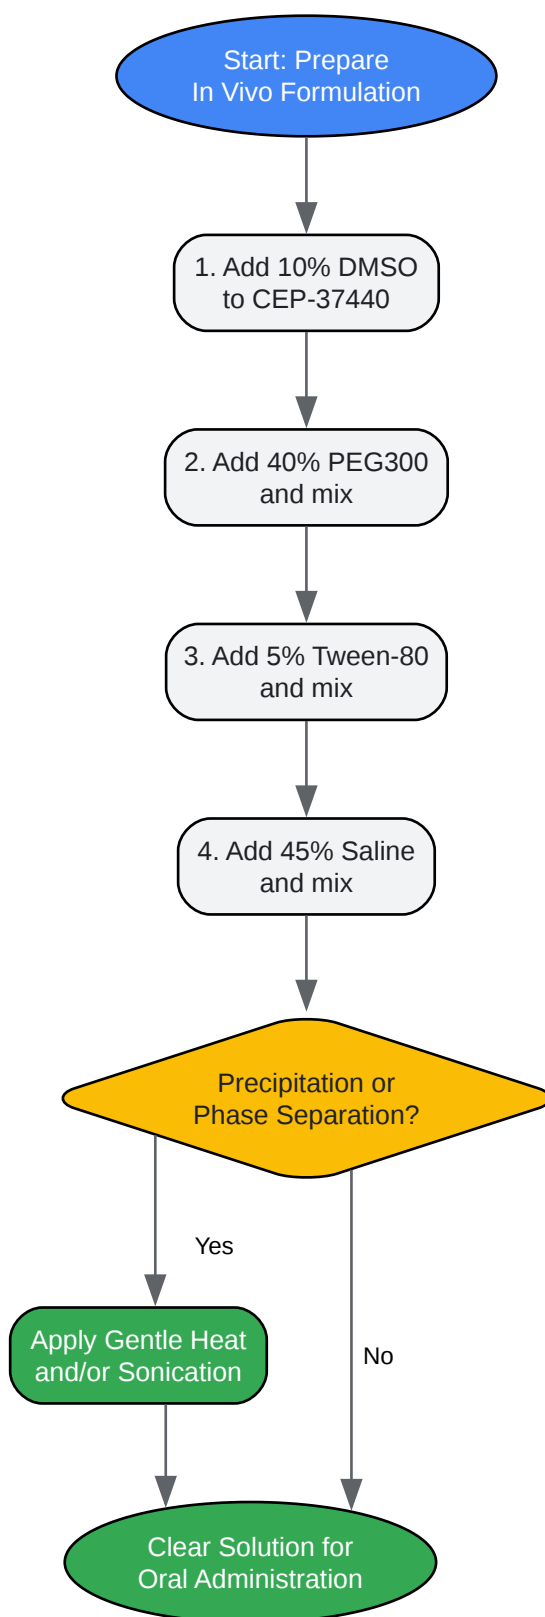 Start: Prepare
In Vivo Formulation
1. Add 10% DMSO
to CEP-37440
2. Add 40% PEG300
and mix
3. Add 5% Tween-80
and mix
4. Add 45% Saline
and mix
Precipitation or
Phase Separation?
Yes
Apply Gentle Heat
and/or Sonication
No
Clear Solution for
Oral Administration